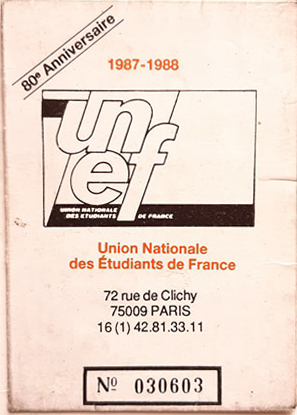 80e Anniversaire
1987-1988
unef
UNION NATIONALE
DES ETUDIANTS DE FRANCE
Union Nationale
des Étudiants de France
72 rue de Clichy
75009 PARIS
16 (1) 42.81.33.11
No 030603